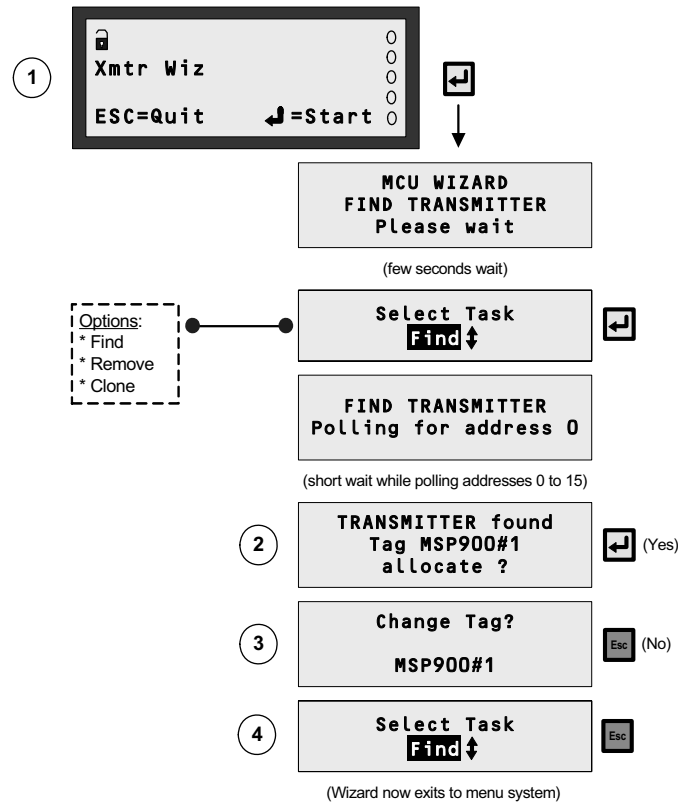 1
Xmtr Wiz
ESC=Quit ↵=Start
MCU WIZARD
FIND TRANSMITTER
Please wait
(few seconds wait)
Options:
* Find
* Remove
* Clone
Select Task
Find
FIND TRANSMITTER
Polling for address 0
(short wait while polling addresses 0 to 15)
2
TRANSMITTER found
Tag MSP900#1
allocate ?
(Yes)
3
Change Tag?
MSP900#1
Esc (No)
4
Select Task
Find
Esc
(Wizard now exits to menu system)